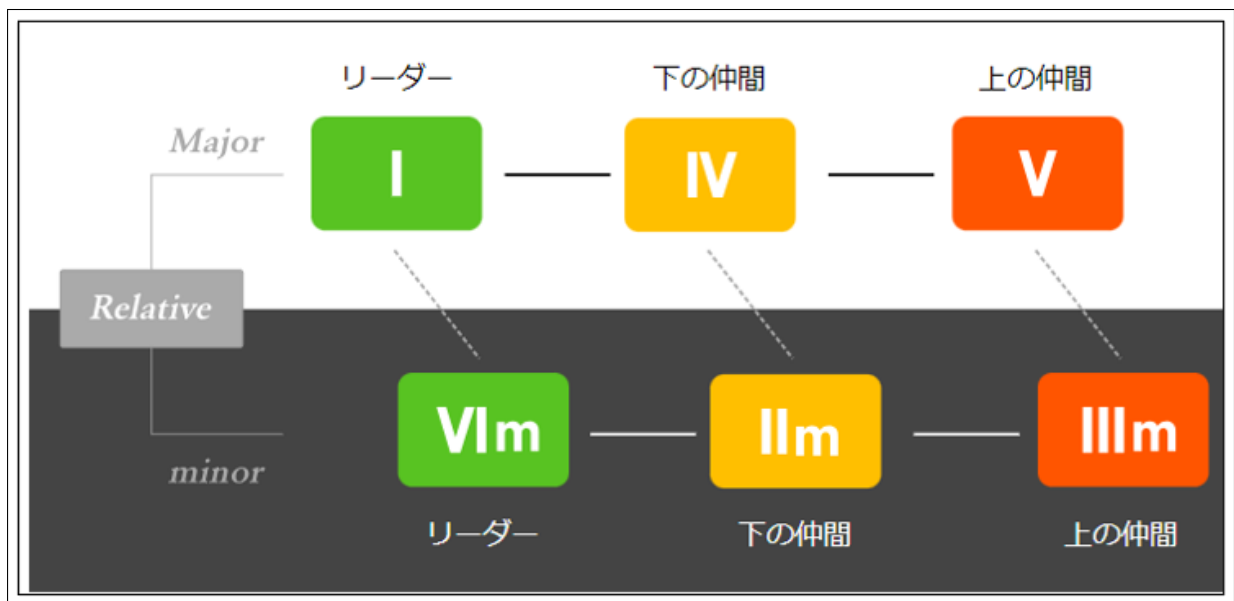 リーダー
下の仲間
上の仲間
Major
I
IV
V
Relative
VIm
IIm
IIIm
minor
リーダー
下の仲間
上の仲間